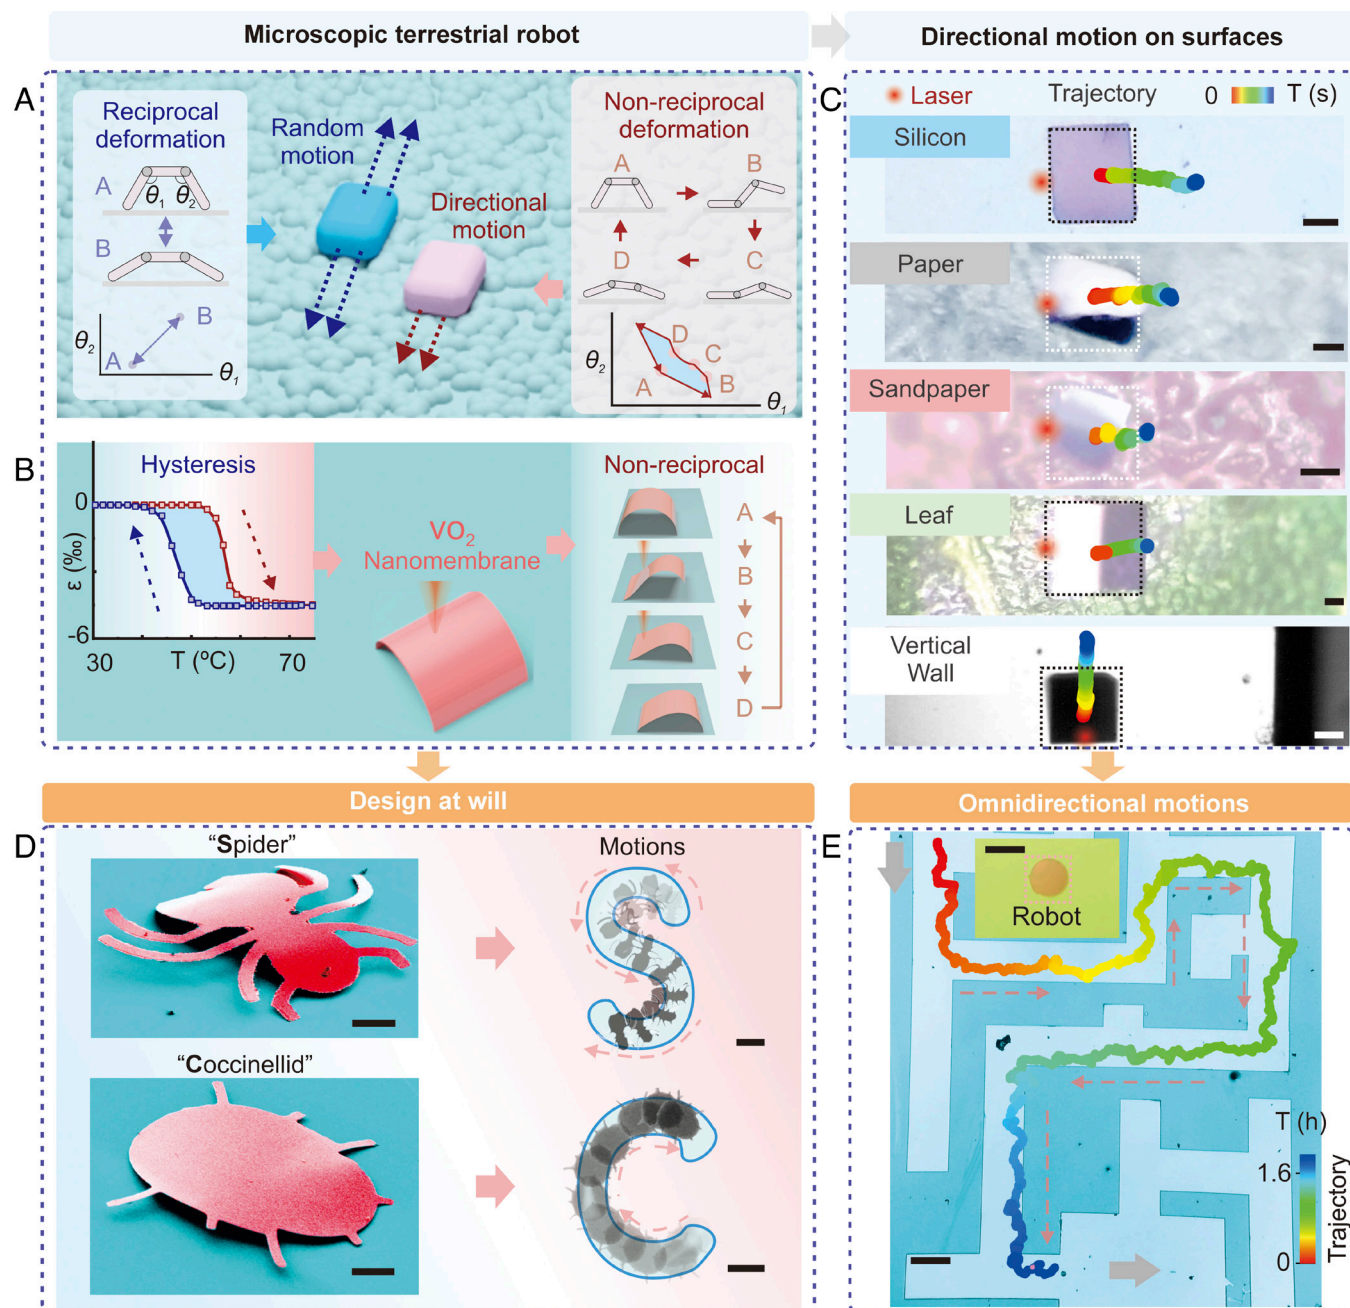 Microscopic terrestrial robot
Directional motion on surfaces
A
Reciprocal
deformation
A
θ1 θ2
B
θ2
B
A
θ1
Random
motion
Directional
motion
Non-reciprocal
deformation
A
B
D
C
θ2
D
C
A
B
θ1
B
Hysteresis
0
ε (‰)
-6
30
T (ºC)
70
VO2
Nanomembrane
Non-reciprocal
A
B
C
D
C
Laser
Trajectory
0
T (s)
Silicon
Paper
Sandpaper
Leaf
Vertical
Wall
Design at will
Omnidirectional motions
D
“Spider”
Motions
“Coccinellid”
E
Robot
T (h)
1.6
0
Trajectory